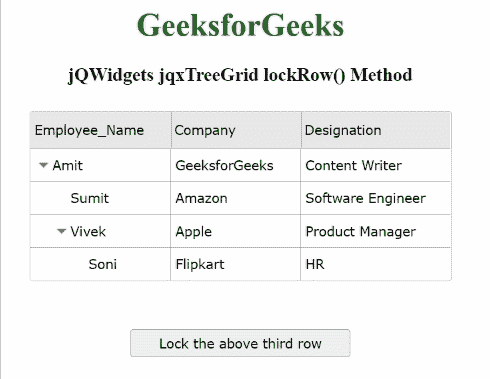 GeeksforGeeks
jQWidgets jqxTreeGrid lockRow() Method
Employee_Name Company Designation
Amit GeeksforGeeks Content Writer
Sumit Amazon Software Engineer
Vivek Apple Product Manager
Soni Flipkart HR
Lock the above third row